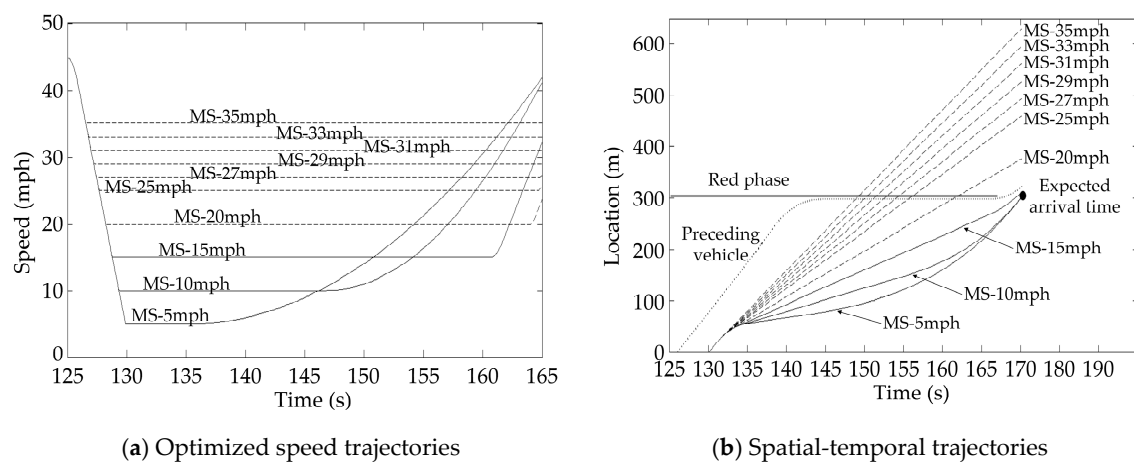 50
40
30
20
10
0
Speed (mph)
MS-35mph
MS-33mph
MS-31mph
MS-29mph
MS-27mph
MS-25mph
MS-20mph
MS-15mph
MS-10mph
MS-5mph
125 130 135 140 145 150 155 160 165
Time (s)
(a) Optimized speed trajectories
600
500
400
300
200
100
0
Location (m)
MS-35mph
MS-33mph
MS-31mph
MS-29mph
MS-27mph
MS-25mph
MS-20mph
Red phase
Expected
arrival time
Preceding
vehicle
MS-15mph
MS-10mph
MS-5mph
125 130 135 140 145 150 155 160 165 170 180 190
Time (s)
(b) Spatial-temporal trajectories